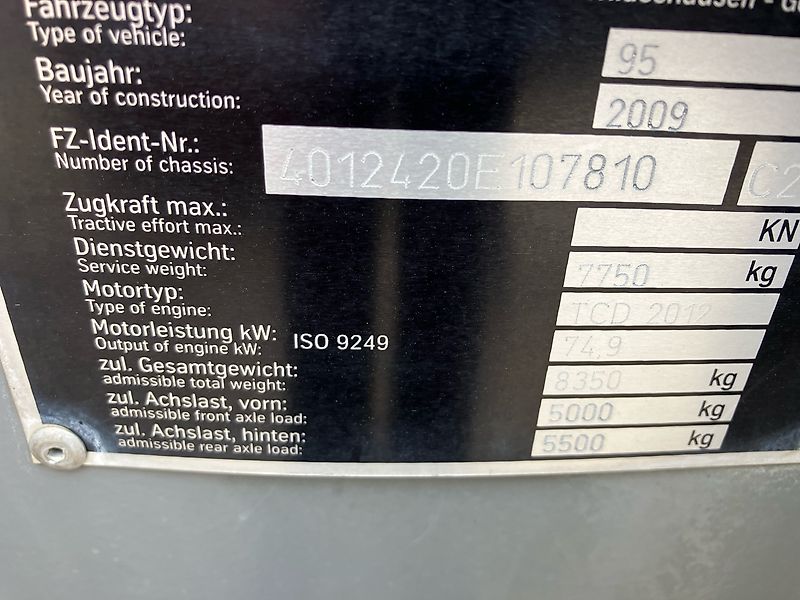 Fahrzeugtyp:
Type of vehicle: 95
Baujahr:
Year of construction: 2009
FZ-Ident-Nr.:
Number of chassis: 4012420E107810 C2
Zugkraft max.:
Tractive effort max.: KN
Dienstgewicht:
Service weight: 7750 kg
Motortyp:
Type of engine: TCD 2012
Motorleistung kW: ISO 9249
Output of engine kW: 74,9
zul. Gesamtgewicht:
admissible total weight: 8350 kg
zul. Achslast, vorn:
admissible front axle load: 5000 kg
zul. Achslast, hinten:
admissible rear axle load: 5500 kg